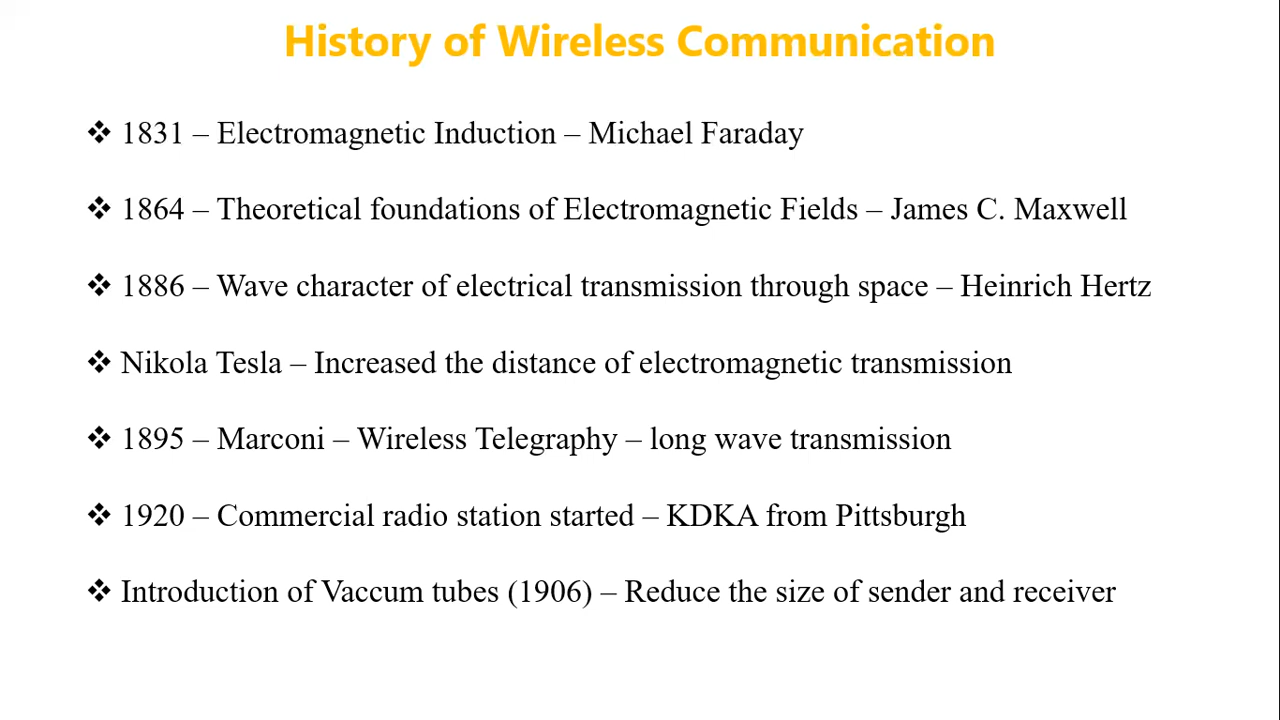 History of Wireless Communication
❖ 1831 – Electromagnetic Induction – Michael Faraday
❖ 1864 – Theoretical foundations of Electromagnetic Fields – James C. Maxwell
❖ 1886 – Wave character of electrical transmission through space – Heinrich Hertz
❖ Nikola Tesla – Increased the distance of electromagnetic transmission
❖ 1895 – Marconi – Wireless Telegraphy – long wave transmission
❖ 1920 – Commercial radio station started – KDKA from Pittsburgh
❖ Introduction of Vaccum tubes (1906) – Reduce the size of sender and receiver